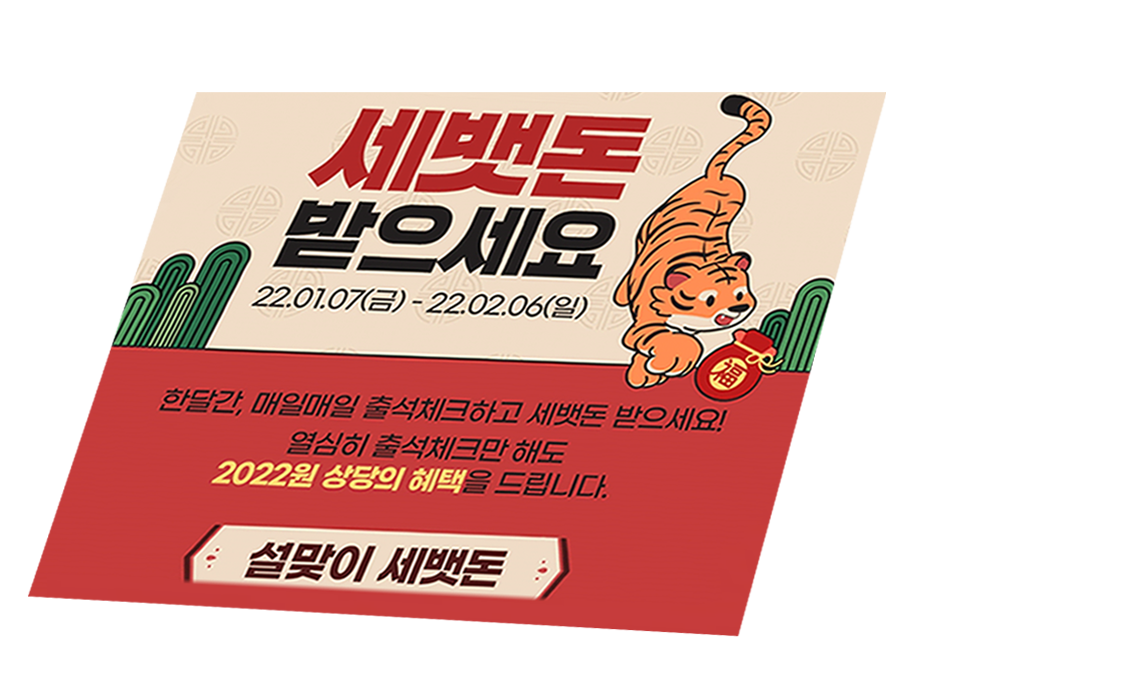 세뱃돈
받으세요
22.01.07(금) - 22.02.06(일)
福
한달간, 매일매일 출석체크하고 세뱃돈 받으세요!
열심히 출석체크만 해도
2022원 상당의 혜택을 드립니다.
설맞이 세뱃돈